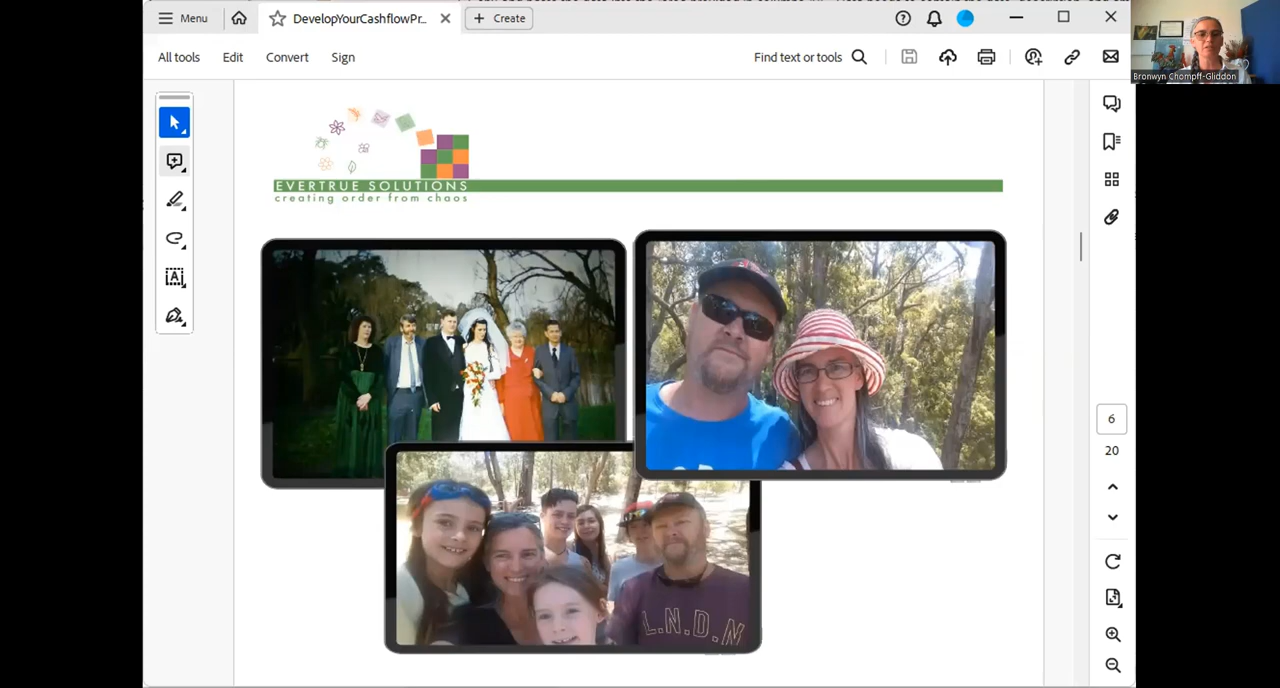 Menu
DevelopYourCashflowPr...
Create
Bronwyn Chompff-Gliddon
All tools
Edit
Convert
Sign
Find text or tools
EVERTRUE SOLUTIONS
creating order from chaos
L.N.D.N
6
20